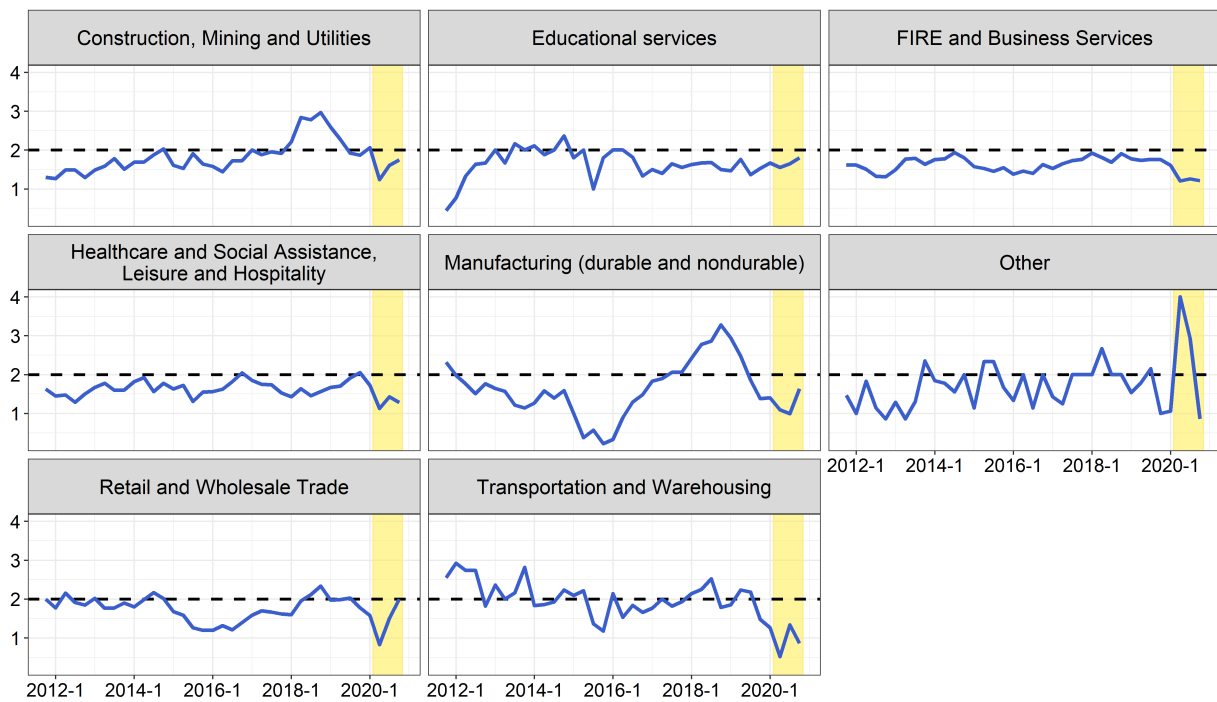 Construction, Mining and Utilities
Educational services
FIRE and Business Services
4
3
2
1
Healthcare and Social Assistance,
Leisure and Hospitality
Manufacturing (durable and nondurable)
Other
4
3
2
1
2012-1 2014-1 2016-1 2018-1 2020-1
Retail and Wholesale Trade
Transportation and Warehousing
4
3
2
1
2012-1 2014-1 2016-1 2018-1 2020-1
2012-1 2014-1 2016-1 2018-1 2020-1